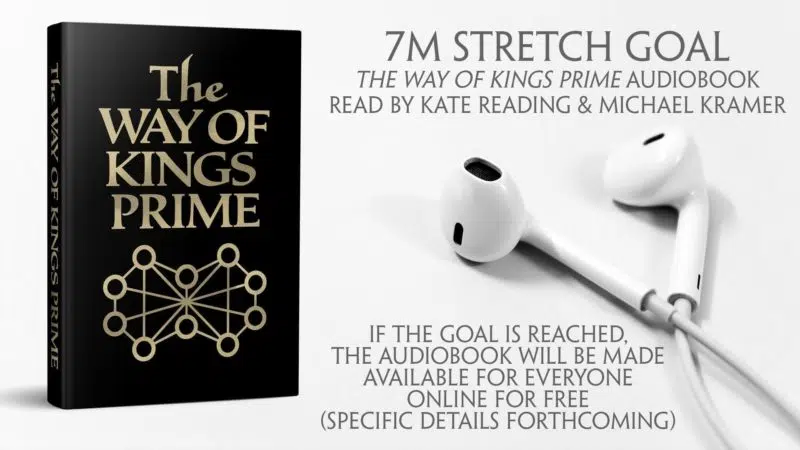 The WAY OF KINGS PRIME
The
WAY OF
KINGS
PRIME
7M STRETCH GOAL
THE WAY OF KINGS PRIME AUDIOBOOK
READ BY KATE READING & MICHAEL KRAMER
IF THE GOAL IS REACHED,
THE AUDIOBOOK WILL BE MADE
AVAILABLE FOR EVERYONE
ONLINE FOR FREE
(SPECIFIC DETAILS FORTHCOMING)